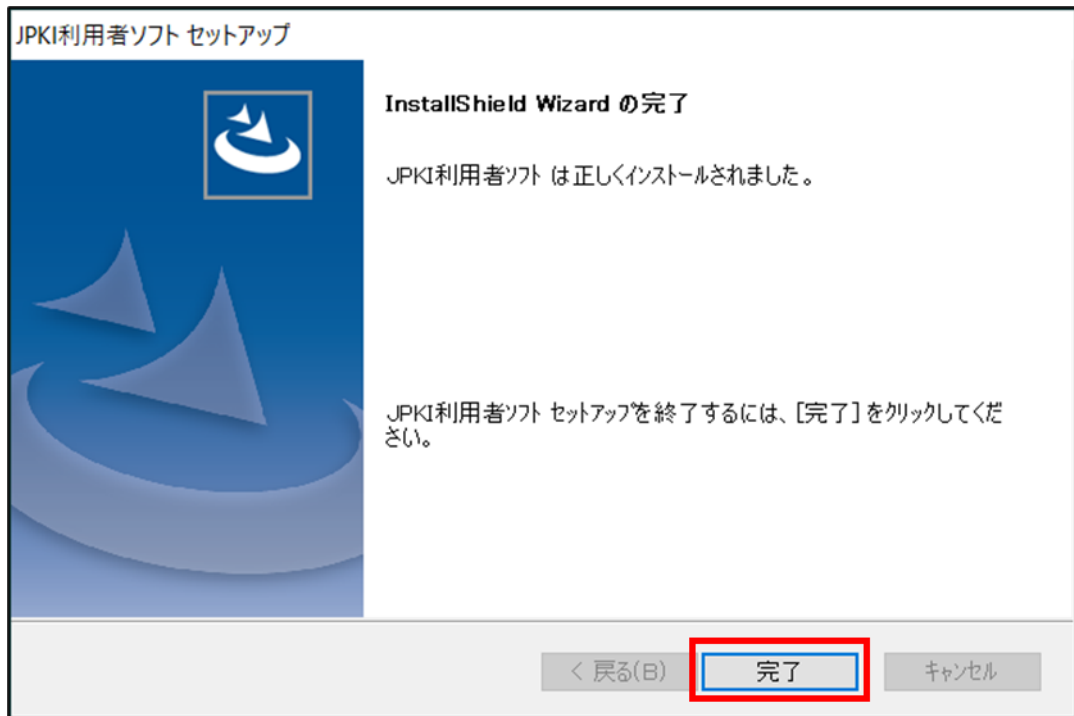 JPKI利用者ソフト セットアップ
InstallShield Wizard の完了
JPKI利用者ソフト は正しくインストールされました。
JPKI利用者ソフト セットアップを終了するには、[完了] をクリックしてくだ
さい。
< 戻る(B)
完了
キャンセル